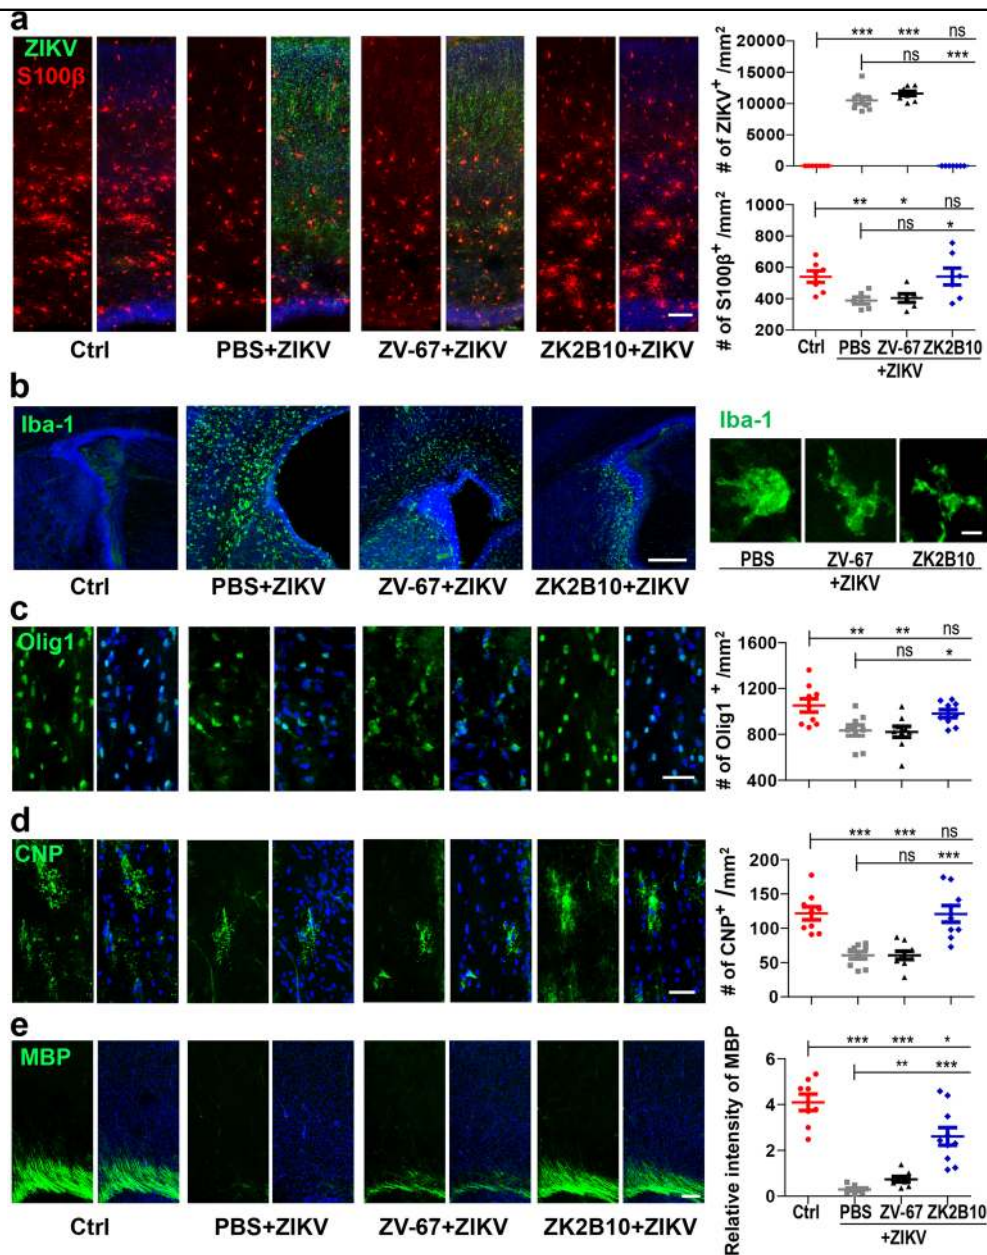 a
ZIKV
S100β
Ctrl
PBS+ZIKV
ZV-67+ZIKV
ZK2B10+ZIKV
# of ZIKV+ /mm2
20000
15000
10000
5000
0
*** *** ns
ns ***
# of S100β+ /mm2
1000
800
600
400
200
** * ns
ns *
Ctrl PBS ZV-67 ZK2B10
+ZIKV
b
Iba-1
Ctrl
PBS+ZIKV
ZV-67+ZIKV
ZK2B10+ZIKV
Iba-1
PBS ZV-67 ZK2B10
+ZIKV
c
Olig1
# of Olig1 + /mm2
1600
1200
800
400
** ** ns
ns *
d
CNP
# of CNP+ /mm2
200
150
100
50
0
*** *** ns
ns ***
e
MBP
Ctrl
PBS+ZIKV
ZV-67+ZIKV
ZK2B10+ZIKV
Relative intensity of MBP
6
4
2
0
*** *** *
** ***
Ctrl PBS ZV-67 ZK2B10
+ZIKV